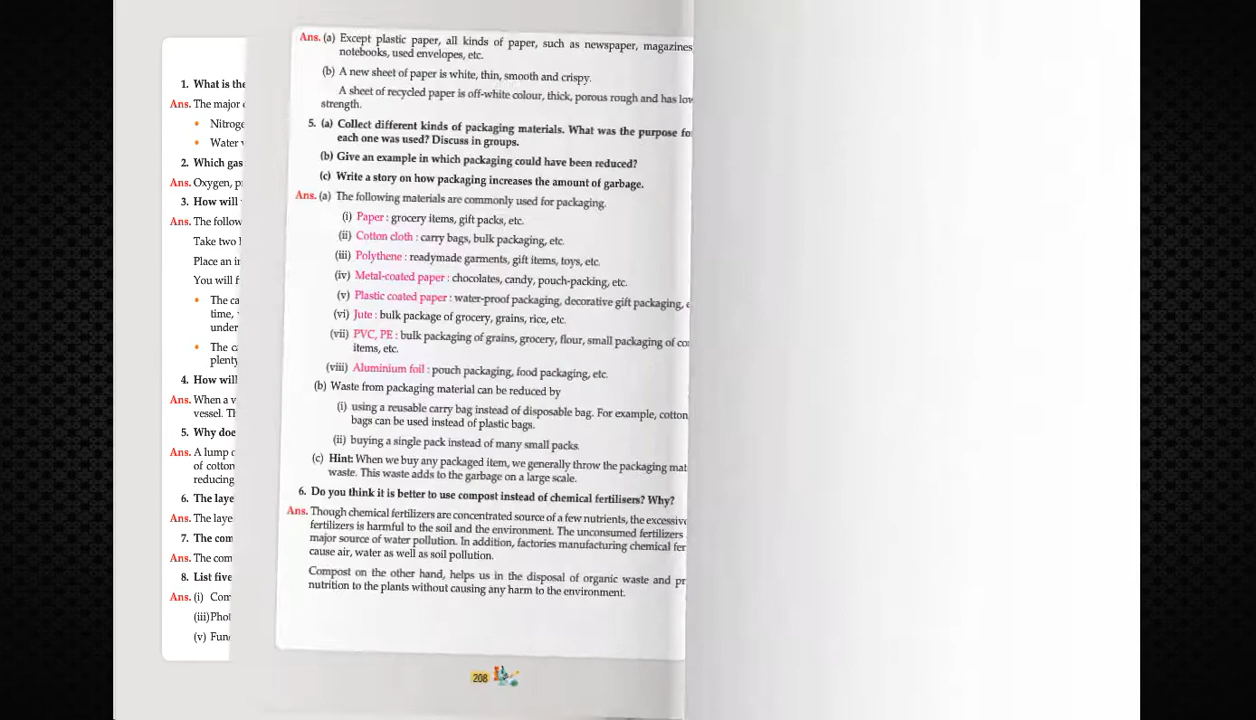 1. What is the
Ans. The major
• Nitroge
• Water
2. Which gas
Ans. Oxygen, p
3. How will
Ans. The follow
Take two
Place an in
You will f
• The ca
time,
under
• The c
plenty
4. How will
Ans. When a v
vessel. Th
5. Why doe
Ans. A lump
of cotton
reducing
6. The laye
Ans. The laye
7. The com
Ans. The com
8. List five
Ans. (i) Com
(iii) Pho
(v) Fun
Ans. (a) Except plastic paper, all kinds of paper, such as newspaper, magazines
notebooks, used envelopes, etc.
(b) A new sheet of paper is white, thin, smooth and crispy.
A sheet of recycled paper is off-white colour, thick, porous rough and has low
strength.
5. (a) Collect different kinds of packaging materials. What was the purpose fo
each one was used? Discuss in groups.
(b) Give an example in which packaging could have been reduced?
(c) Write a story on how packaging increases the amount of garbage.
Ans. (a) The following materials are commonly used for packaging.
(i) Paper : grocery items, gift packs, etc.
(ii) Cotton cloth : carry bags, bulk packaging, etc.
(iii) Polythene : readymade garments, gift items, toys, etc.
(iv) Metal-coated paper : chocolates, candy, pouch-packing, etc.
(v) Plastic coated paper : water-proof packaging, decorative gift packaging, e
(vi) Jute : bulk package of grocery, grains, rice, etc.
(vii) PVC, PE : bulk packaging of grains, grocery, flour, small packaging of co
items, etc.
(viii) Aluminium foil : pouch packaging, food packaging, etc.
(b) Waste from packaging material can be reduced by
(i) using a reusable carry bag instead of disposable bag. For example, cotton
bags can be used instead of plastic bags.
(ii) buying a single pack instead of many small packs.
(c) Hint: When we buy any packaged item, we generally throw the packaging mat
waste. This waste adds to the garbage on a large scale.
6. Do you think it is better to use compost instead of chemical fertilisers? Why?
Ans. Though chemical fertilizers are concentrated source of a few nutrients, the excessive
fertilizers is harmful to the soil and the environment. The unconsumed fertilizers
major source of water pollution. In addition, factories manufacturing chemical fer
cause air, water as well as soil pollution.
Compost on the other hand, helps us in the disposal of organic waste and pr
nutrition to the plants without causing any harm to the environment.
208